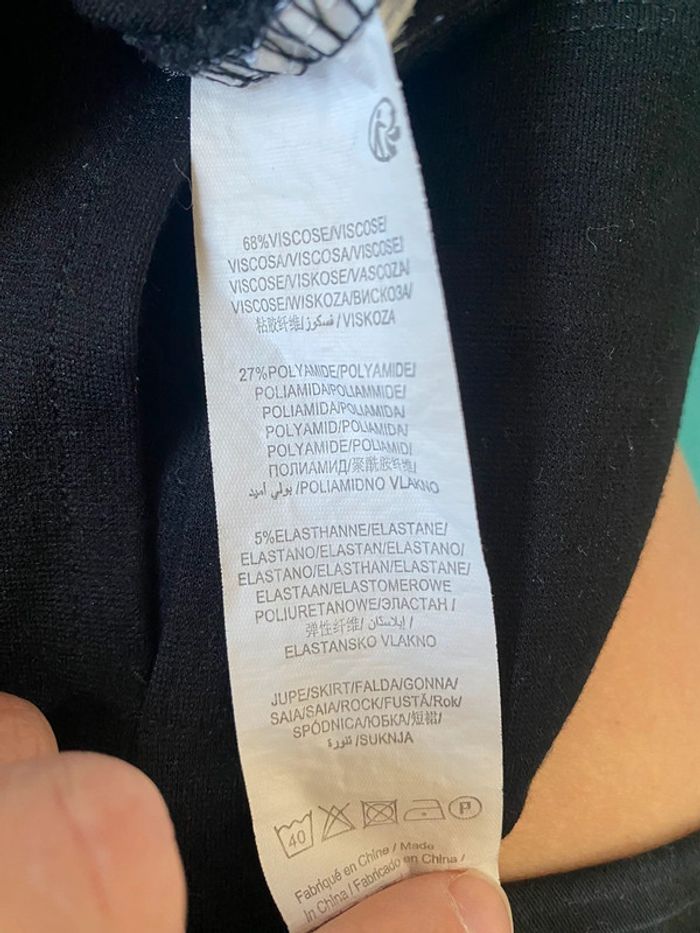 68%VISCOSE/VISCOSE/
VISCOSA/VISCOSA/VISCOSE/
VISCOSE/VISKOSE/VASCOZA/
VISCOSE/WISKOZA/ВИСКОЗА/
粘胶纤维/فسكوز/VISKOZA
27%POLYAMIDE/POLYAMIDE/
POLIAMIDA/POLIAMMIDE/
POLIAMIDA/POLIAMIDA/
POLYAMID/POLIAMIDA/
POLYAMIDE/POLIAMID/
ПОЛИАМИД/聚酰胺纤维/
بولي أميد/POLIAMIDNO VLAKNO
5%ELASTHANNE/ELASTANE/
ELASTANO/ELASTAN/ELASTANO/
ELASTANO/ELASTHAN/ELASTANE/
ELASTAAN/ELASTOMEROWE
POLIURETANOWE/ЭЛАСТАН /
弹性纤维/إيلاستان /
ELASTANSKO VLAKNO
JUPE/SKIRT/FALDA/GONNA/
SAIA/SAIA/ROCK/FUSTĂ/Rok/
SPÓDNICA/ЮБКА/短裙/
تنورة /SUKNJA
40 P
Fabriqué en Chine / Made
In China / Fabricado en China /